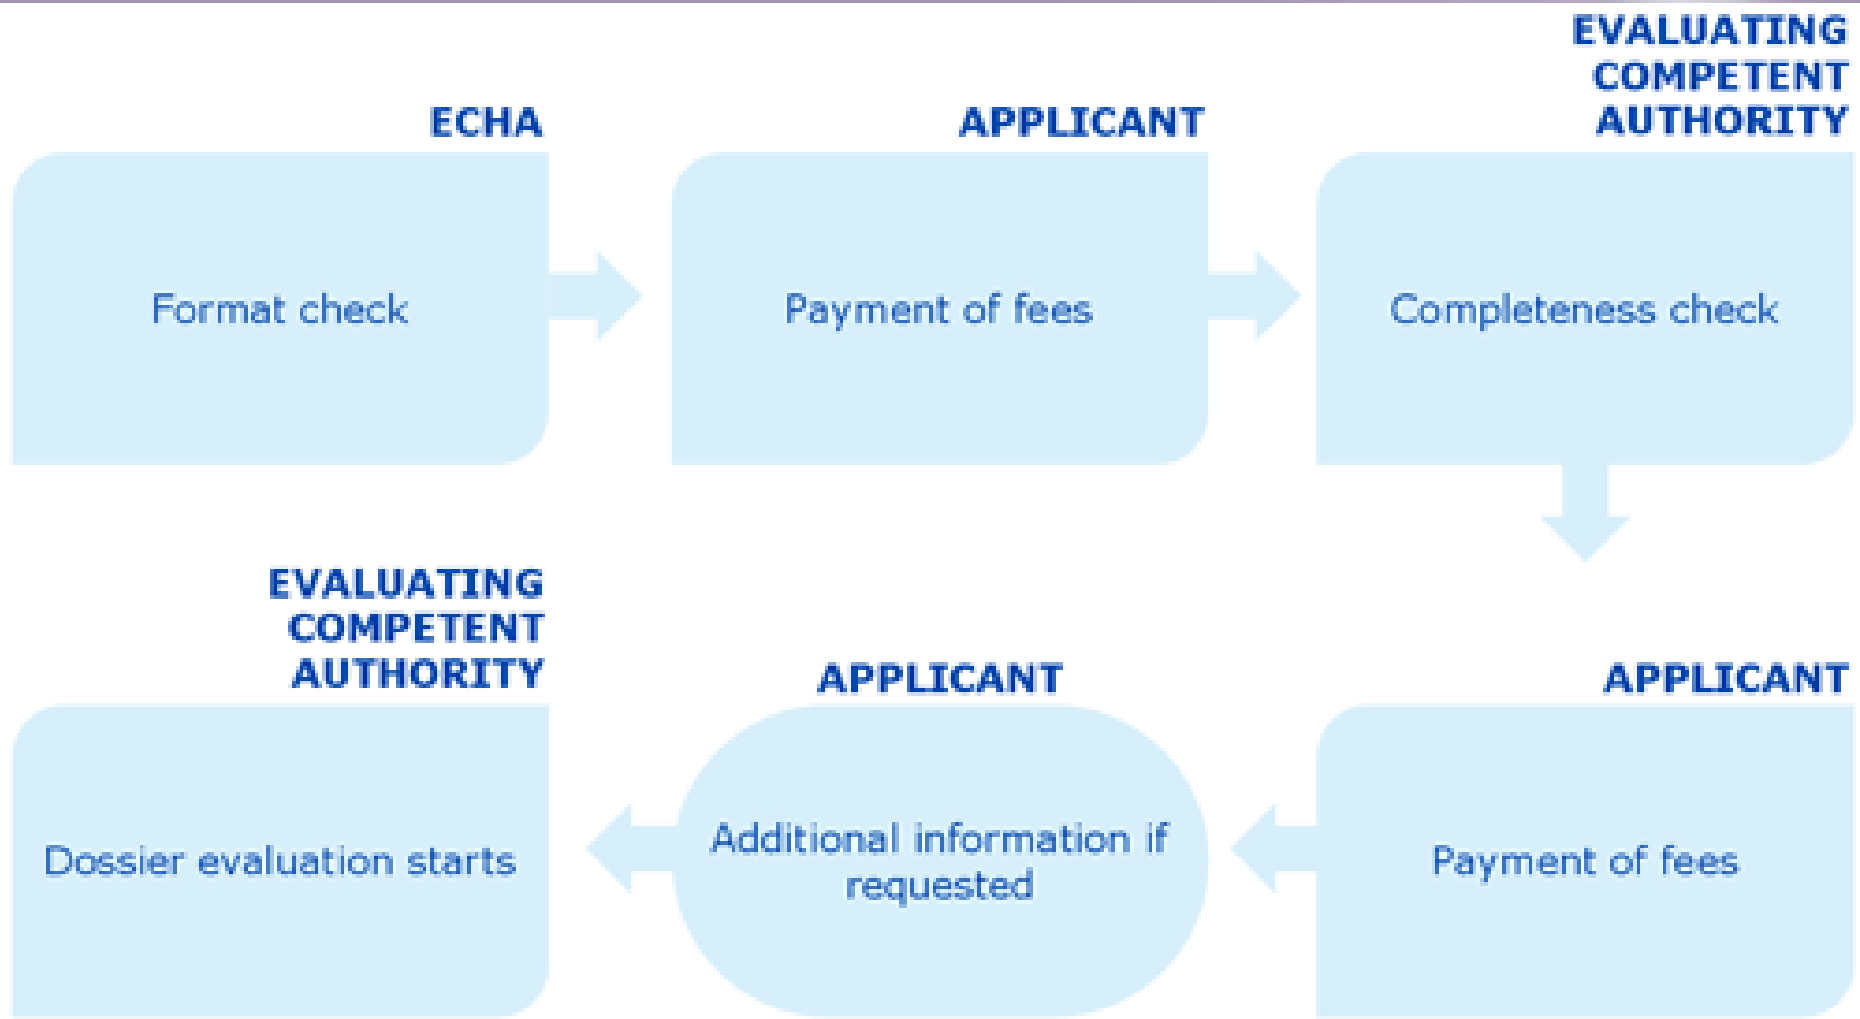 ECHA
Format check
APPLICANT
Payment of fees
EVALUATING
COMPETENT
AUTHORITY
Completeness check
APPLICANT
Payment of fees
APPLICANT
Additional information if
requested
EVALUATING
COMPETENT
AUTHORITY
Dossier evaluation starts